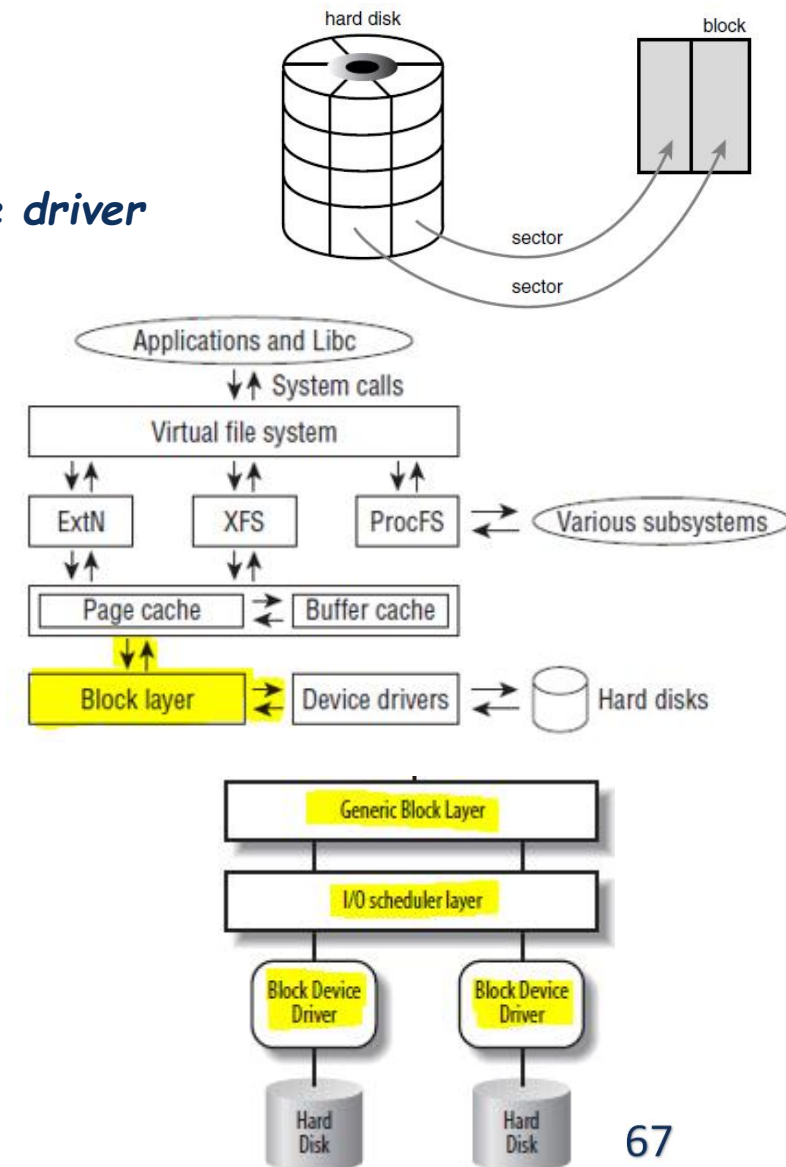 hard disk
block
driver
sector
sector
Applications and Libc
System calls
Virtual file system
ExtN XFS ProcFS Various subsystems
Page cache Buffer cache
Block layer Device drivers Hard disks
Generic Block Layer
I/O scheduler layer
Block Device Block Device
Driver Driver
Hard Hard
Disk Disk
67